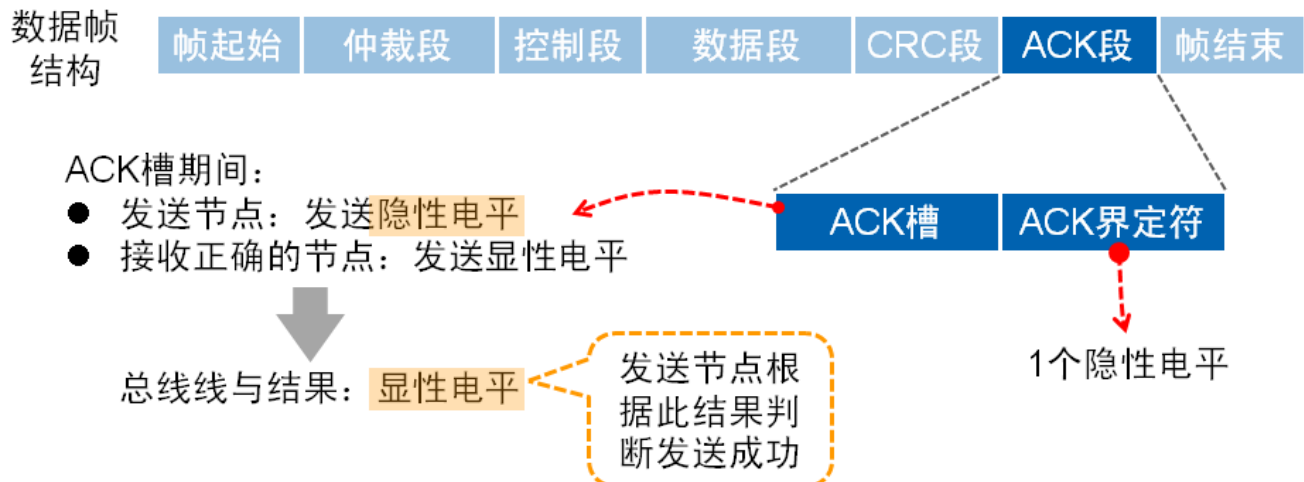 数据帧
结构
帧起始 仲裁段 控制段 数据段 CRC段 ACK段 帧结束
ACK槽期间：
● 发送节点：发送隐性电平
● 接收正确的节点：发送显性电平
ACK槽 ACK界定符
1个隐性电平
总线线与结果：显性电平
发送节点根
据此结果判
断发送成功